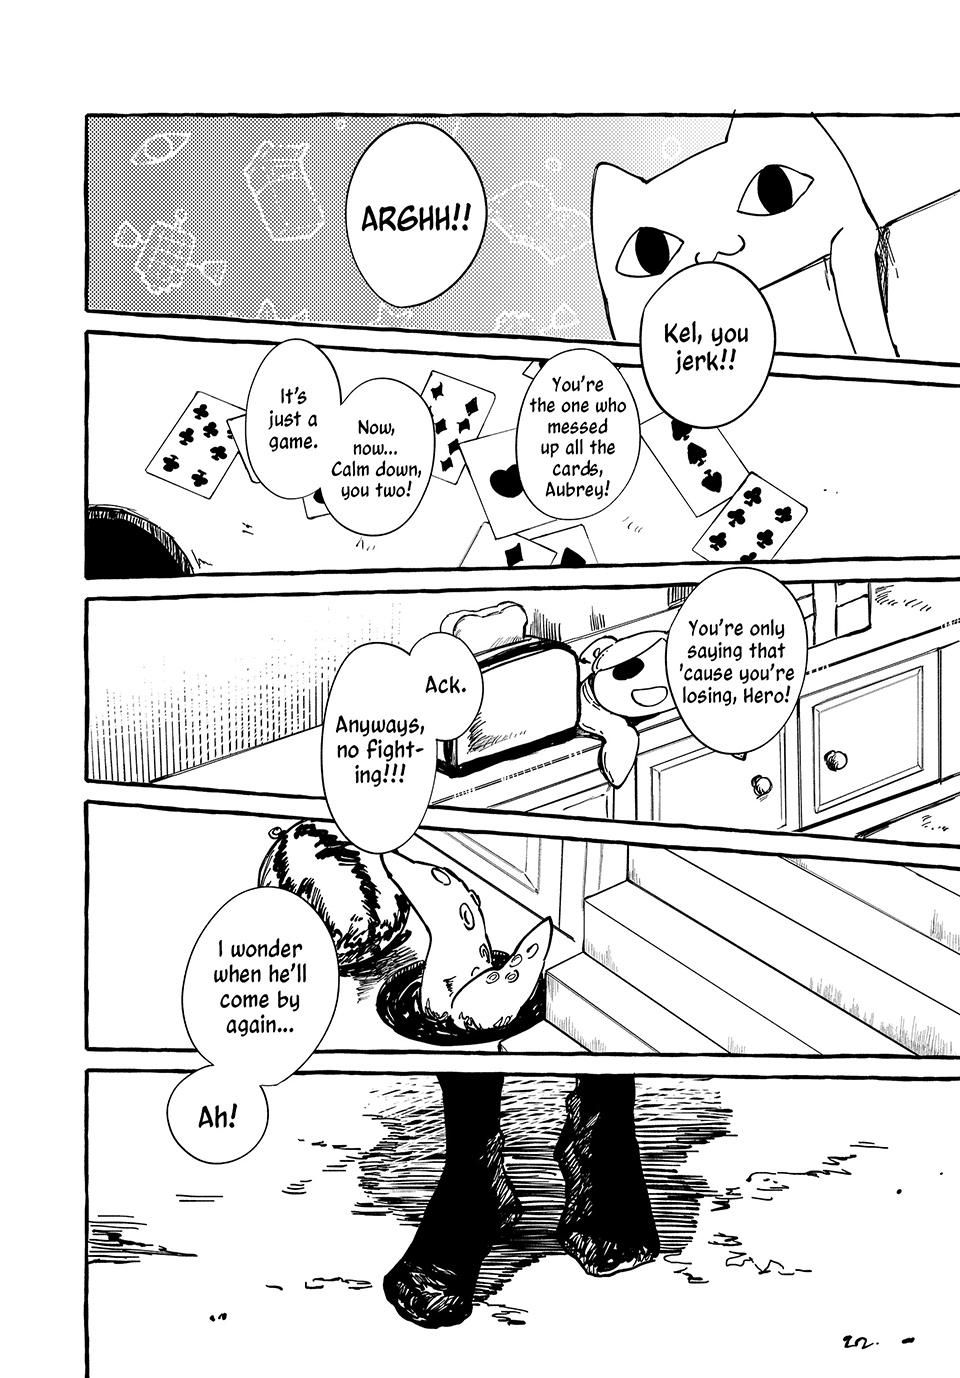 ARGHH!!
Kel, you
jerk!!
You're
the one who
messed
up all the
cards,
Aubrey!
Now,
now...
Calm down,
you two!
It's
just a
game.
You're only
saying that
'cause you're
losing, Hero!
Ack.
Anyways,
no fight-
ing!!!
I wonder
when he'll
come by
again...
Ah!